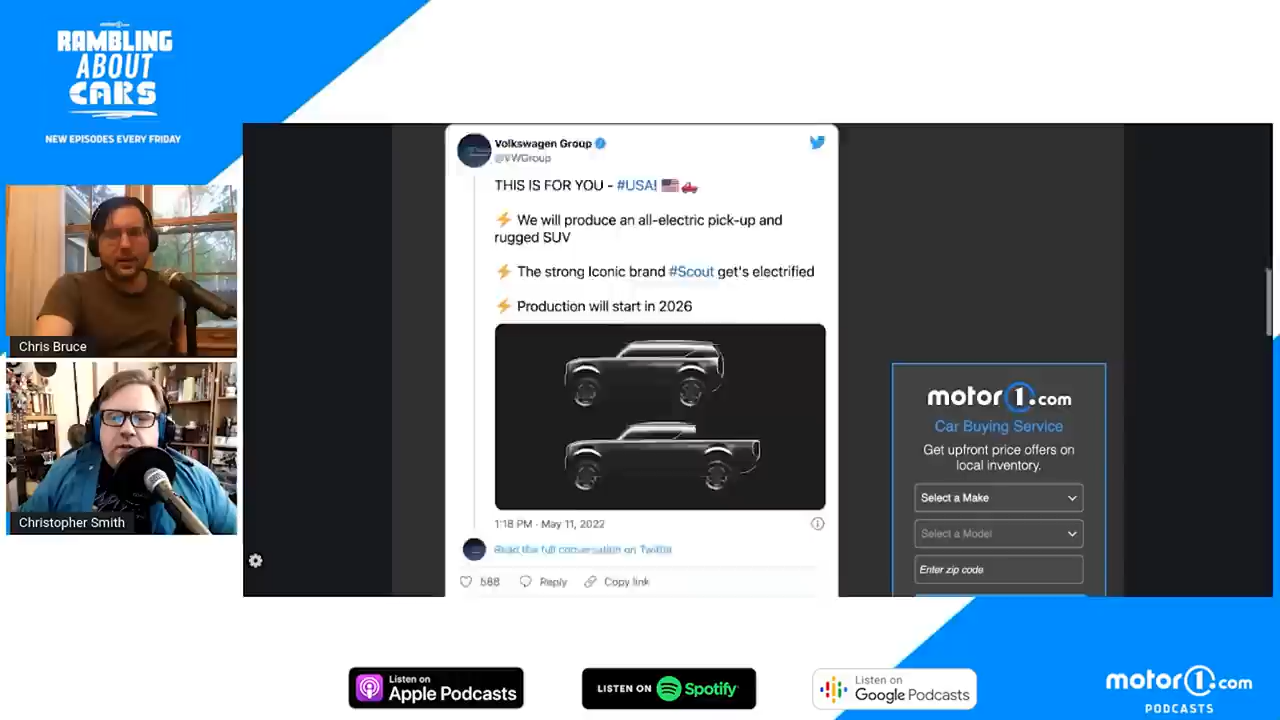 motor1.com
RAMBLING
ABOUT
CARS
NEW EPISODES EVERY FRIDAY
Chris Bruce
Christopher Smith
Volkswagen Group
@VWGroup
THIS IS FOR YOU - #USA!
We will produce an all-electric pick-up and
rugged SUV
The strong Iconic brand #Scout get's electrified
Production will start in 2026
1:18 PM · May 11, 2022
Read the full conversation on Twitter
588 Reply Copy link
motor1.com
Car Buying Service
Get upfront price offers on
local inventory.
Select a Make
Select a Model
Enter zip code
Listen on
Apple Podcasts
LISTEN ON Spotify
Listen on
Google Podcasts
motor1.com
PODCASTS